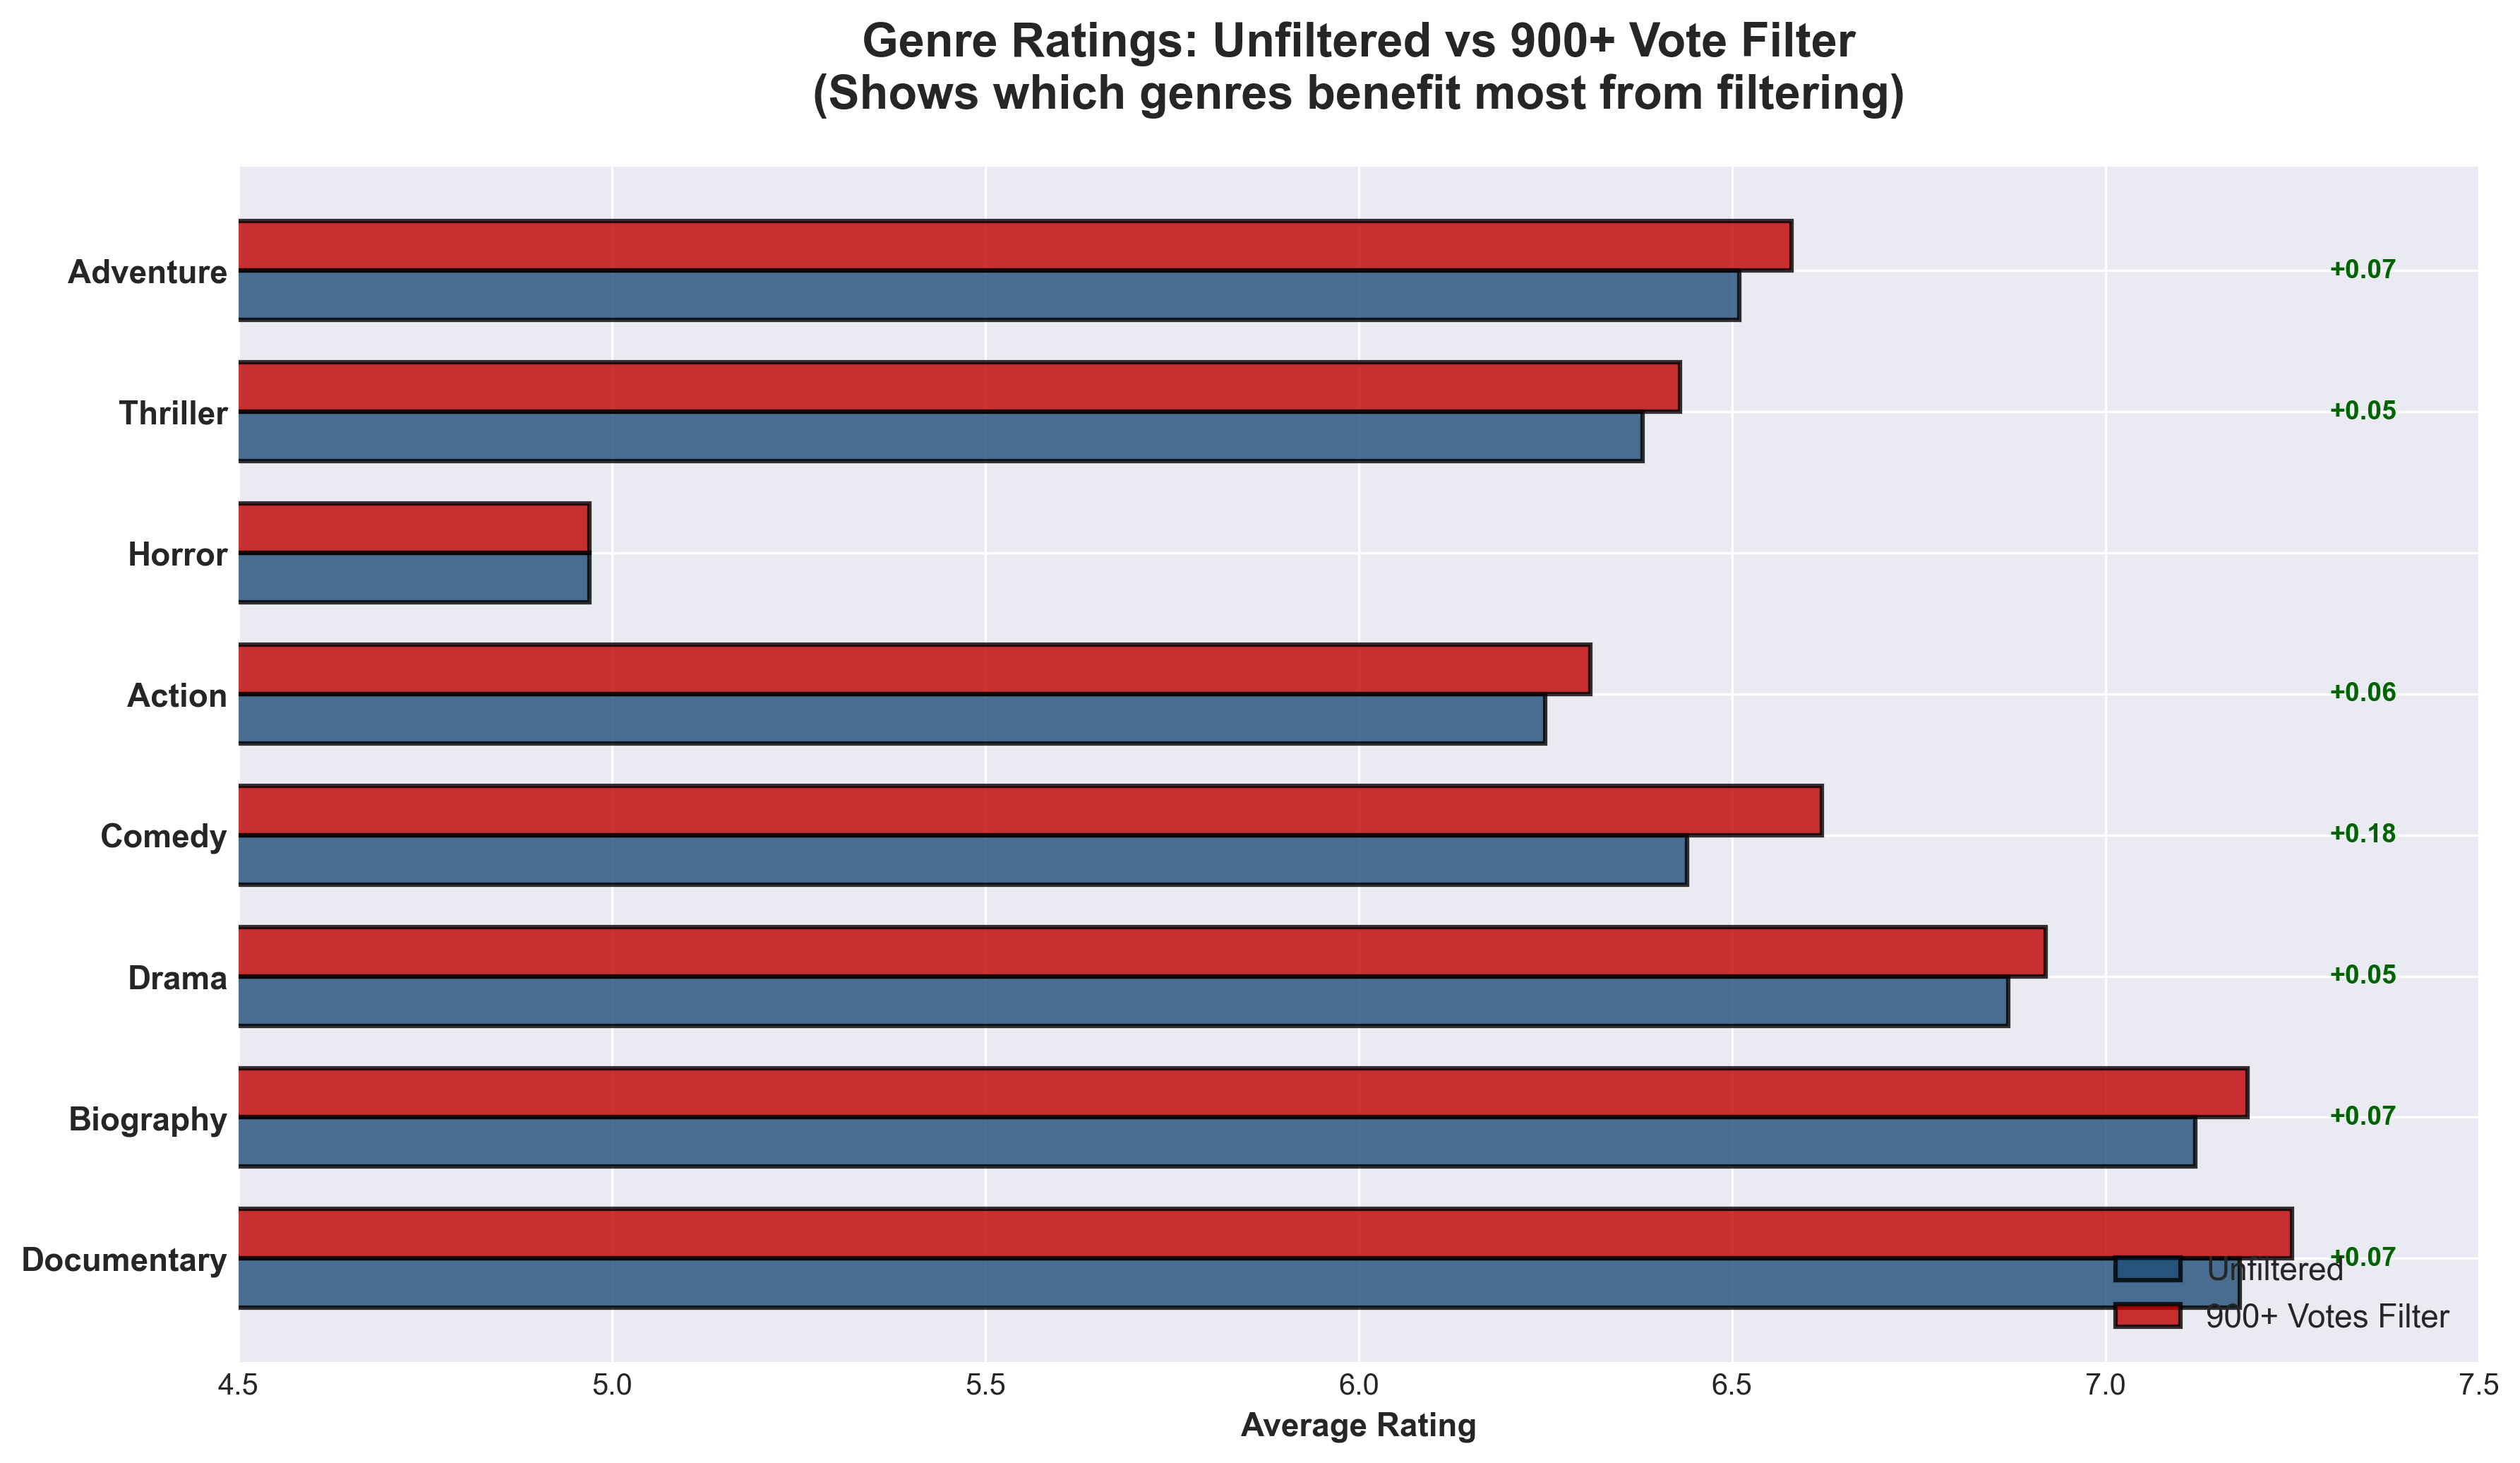 Genre Ratings: Unfiltered vs 900+ Vote Filter
(Shows which genres benefit most from filtering)
Adventure
+0.07
Thriller
+0.05
Horror
Action
+0.06
Comedy
+0.18
Drama
+0.05
Biography
+0.07
Documentary
+0.07
Unfiltered
900+ Votes Filter
4.5 5.0 5.5 6.0 6.5 7.0 7.5
Average Rating